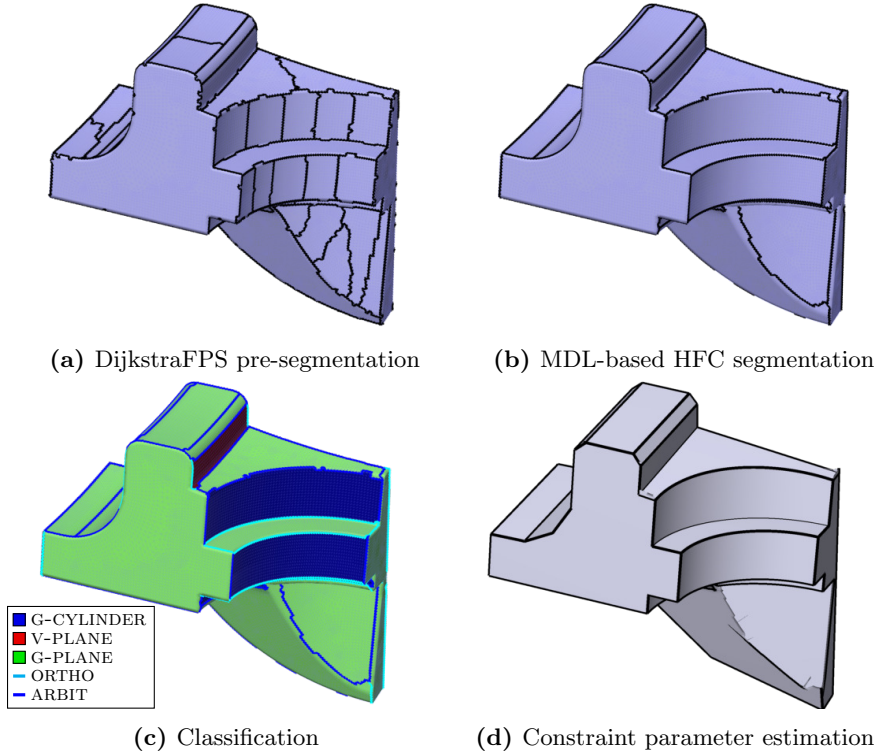 (a) DijkstraFPS pre-segmentation
(b) MDL-based HFC segmentation
G-CYLINDER
V-PLANE
G-PLANE
ORTHO
ARBIT
(c) Classification
(d) Constraint parameter estimation